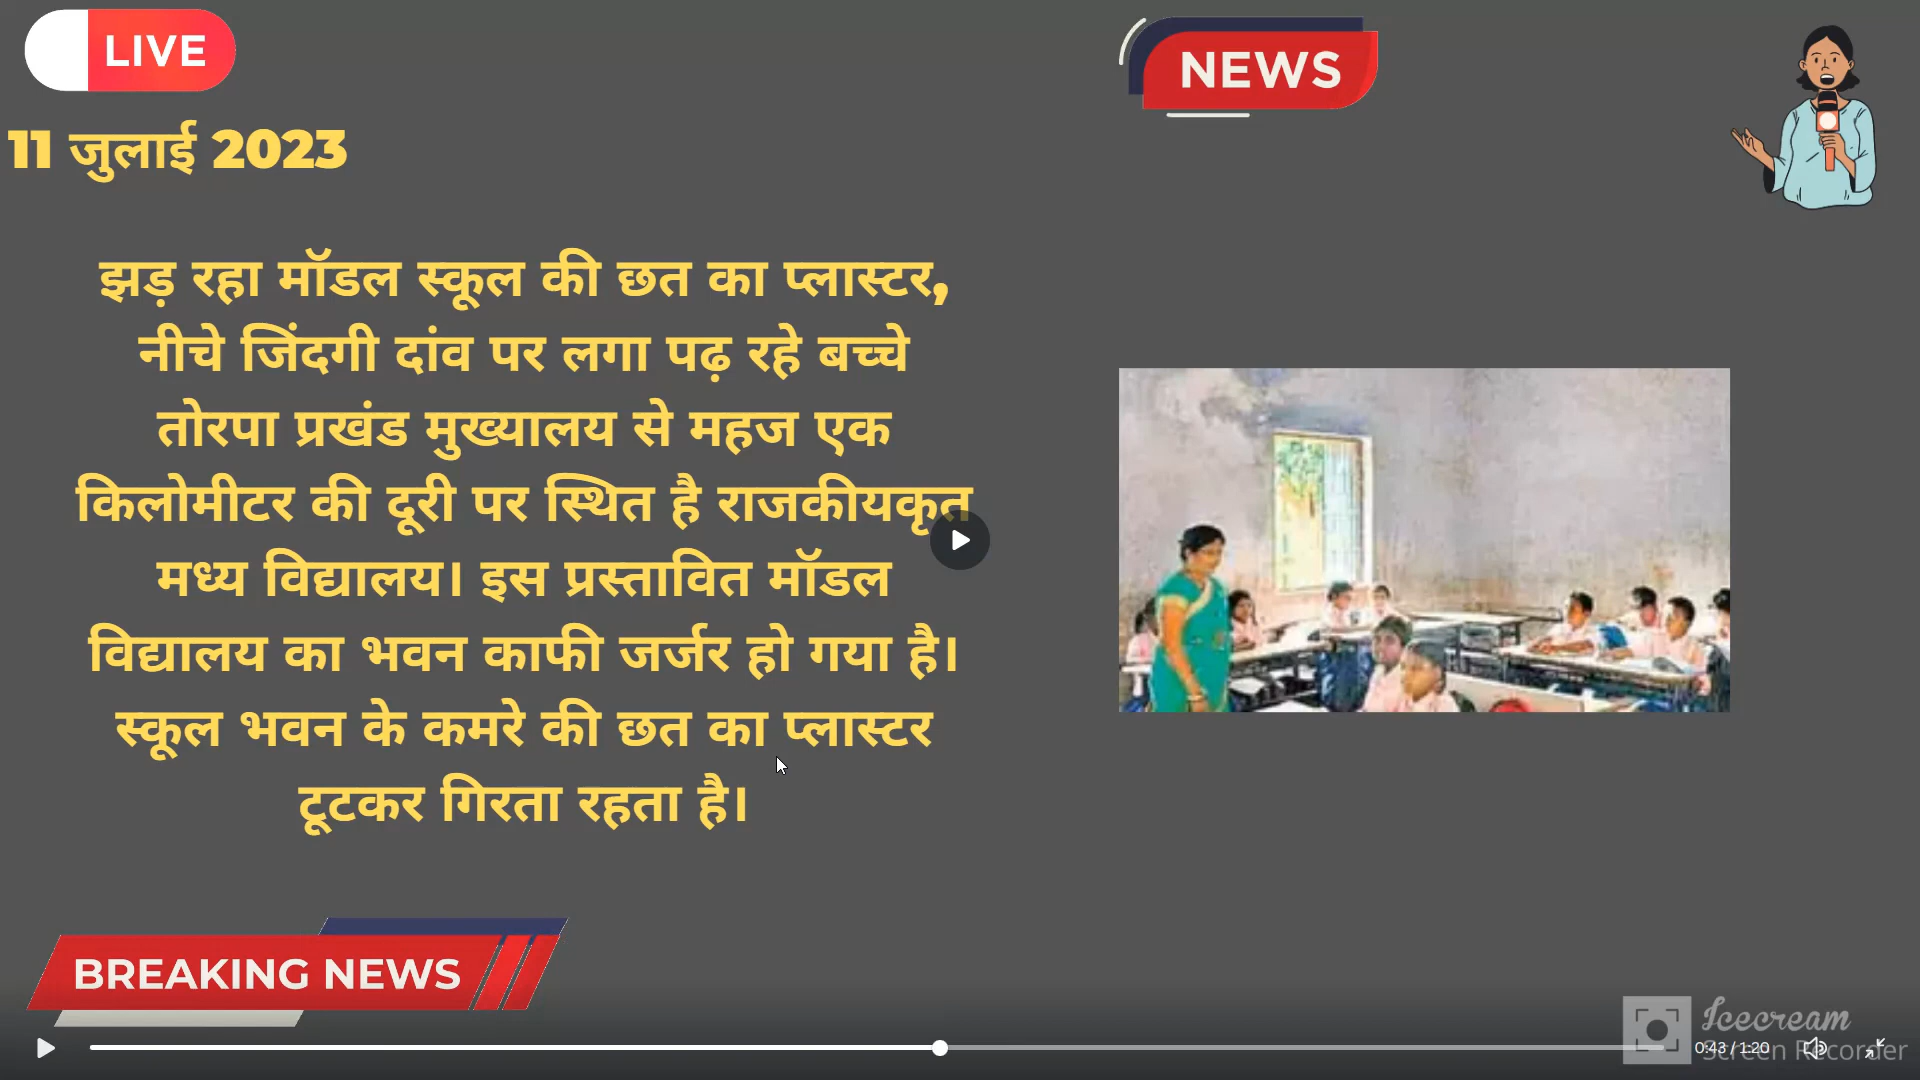 LIVE
NEWS
11 जुलाई 2023
झड़ रहा मॉडल स्कूल की छत का प्लास्टर,
नीचे जिंदगी दांव पर लगा पढ़ रहे बच्चे
तोरपा प्रखंड मुख्यालय से महज एक
किलोमीटर की दूरी पर स्थित है राजकीयकृत
मध्य विद्यालय। इस प्रस्तावित मॉडल
विद्यालय का भवन काफी जर्जर हो गया है।
स्कूल भवन के कमरे की छत का प्लास्टर
टूटकर गिरता रहता है।
BREAKING NEWS
Icecream
Screen Recorder
0:43 / 1:20